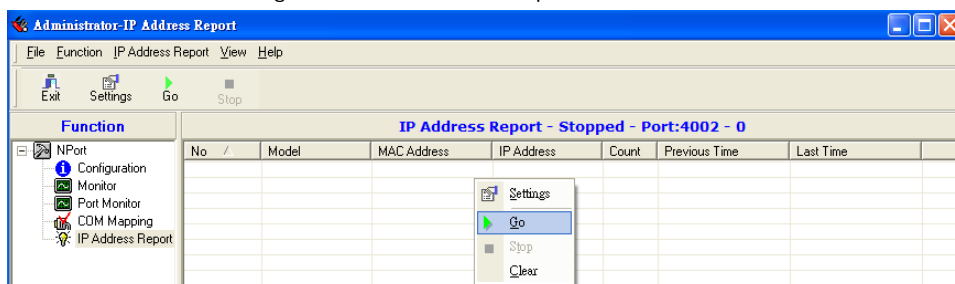 Administrator-IP Address Report
File Function IP Address Report View Help
Exit Settings Go Stop
Function
IP Address Report - Stopped - Port:4002 - 0
NPort
Configuration
Monitor
Port Monitor
COM Mapping
IP Address Report
No Model MAC Address IP Address Count Previous Time Last Time
Settings
Go
Stop
Clear